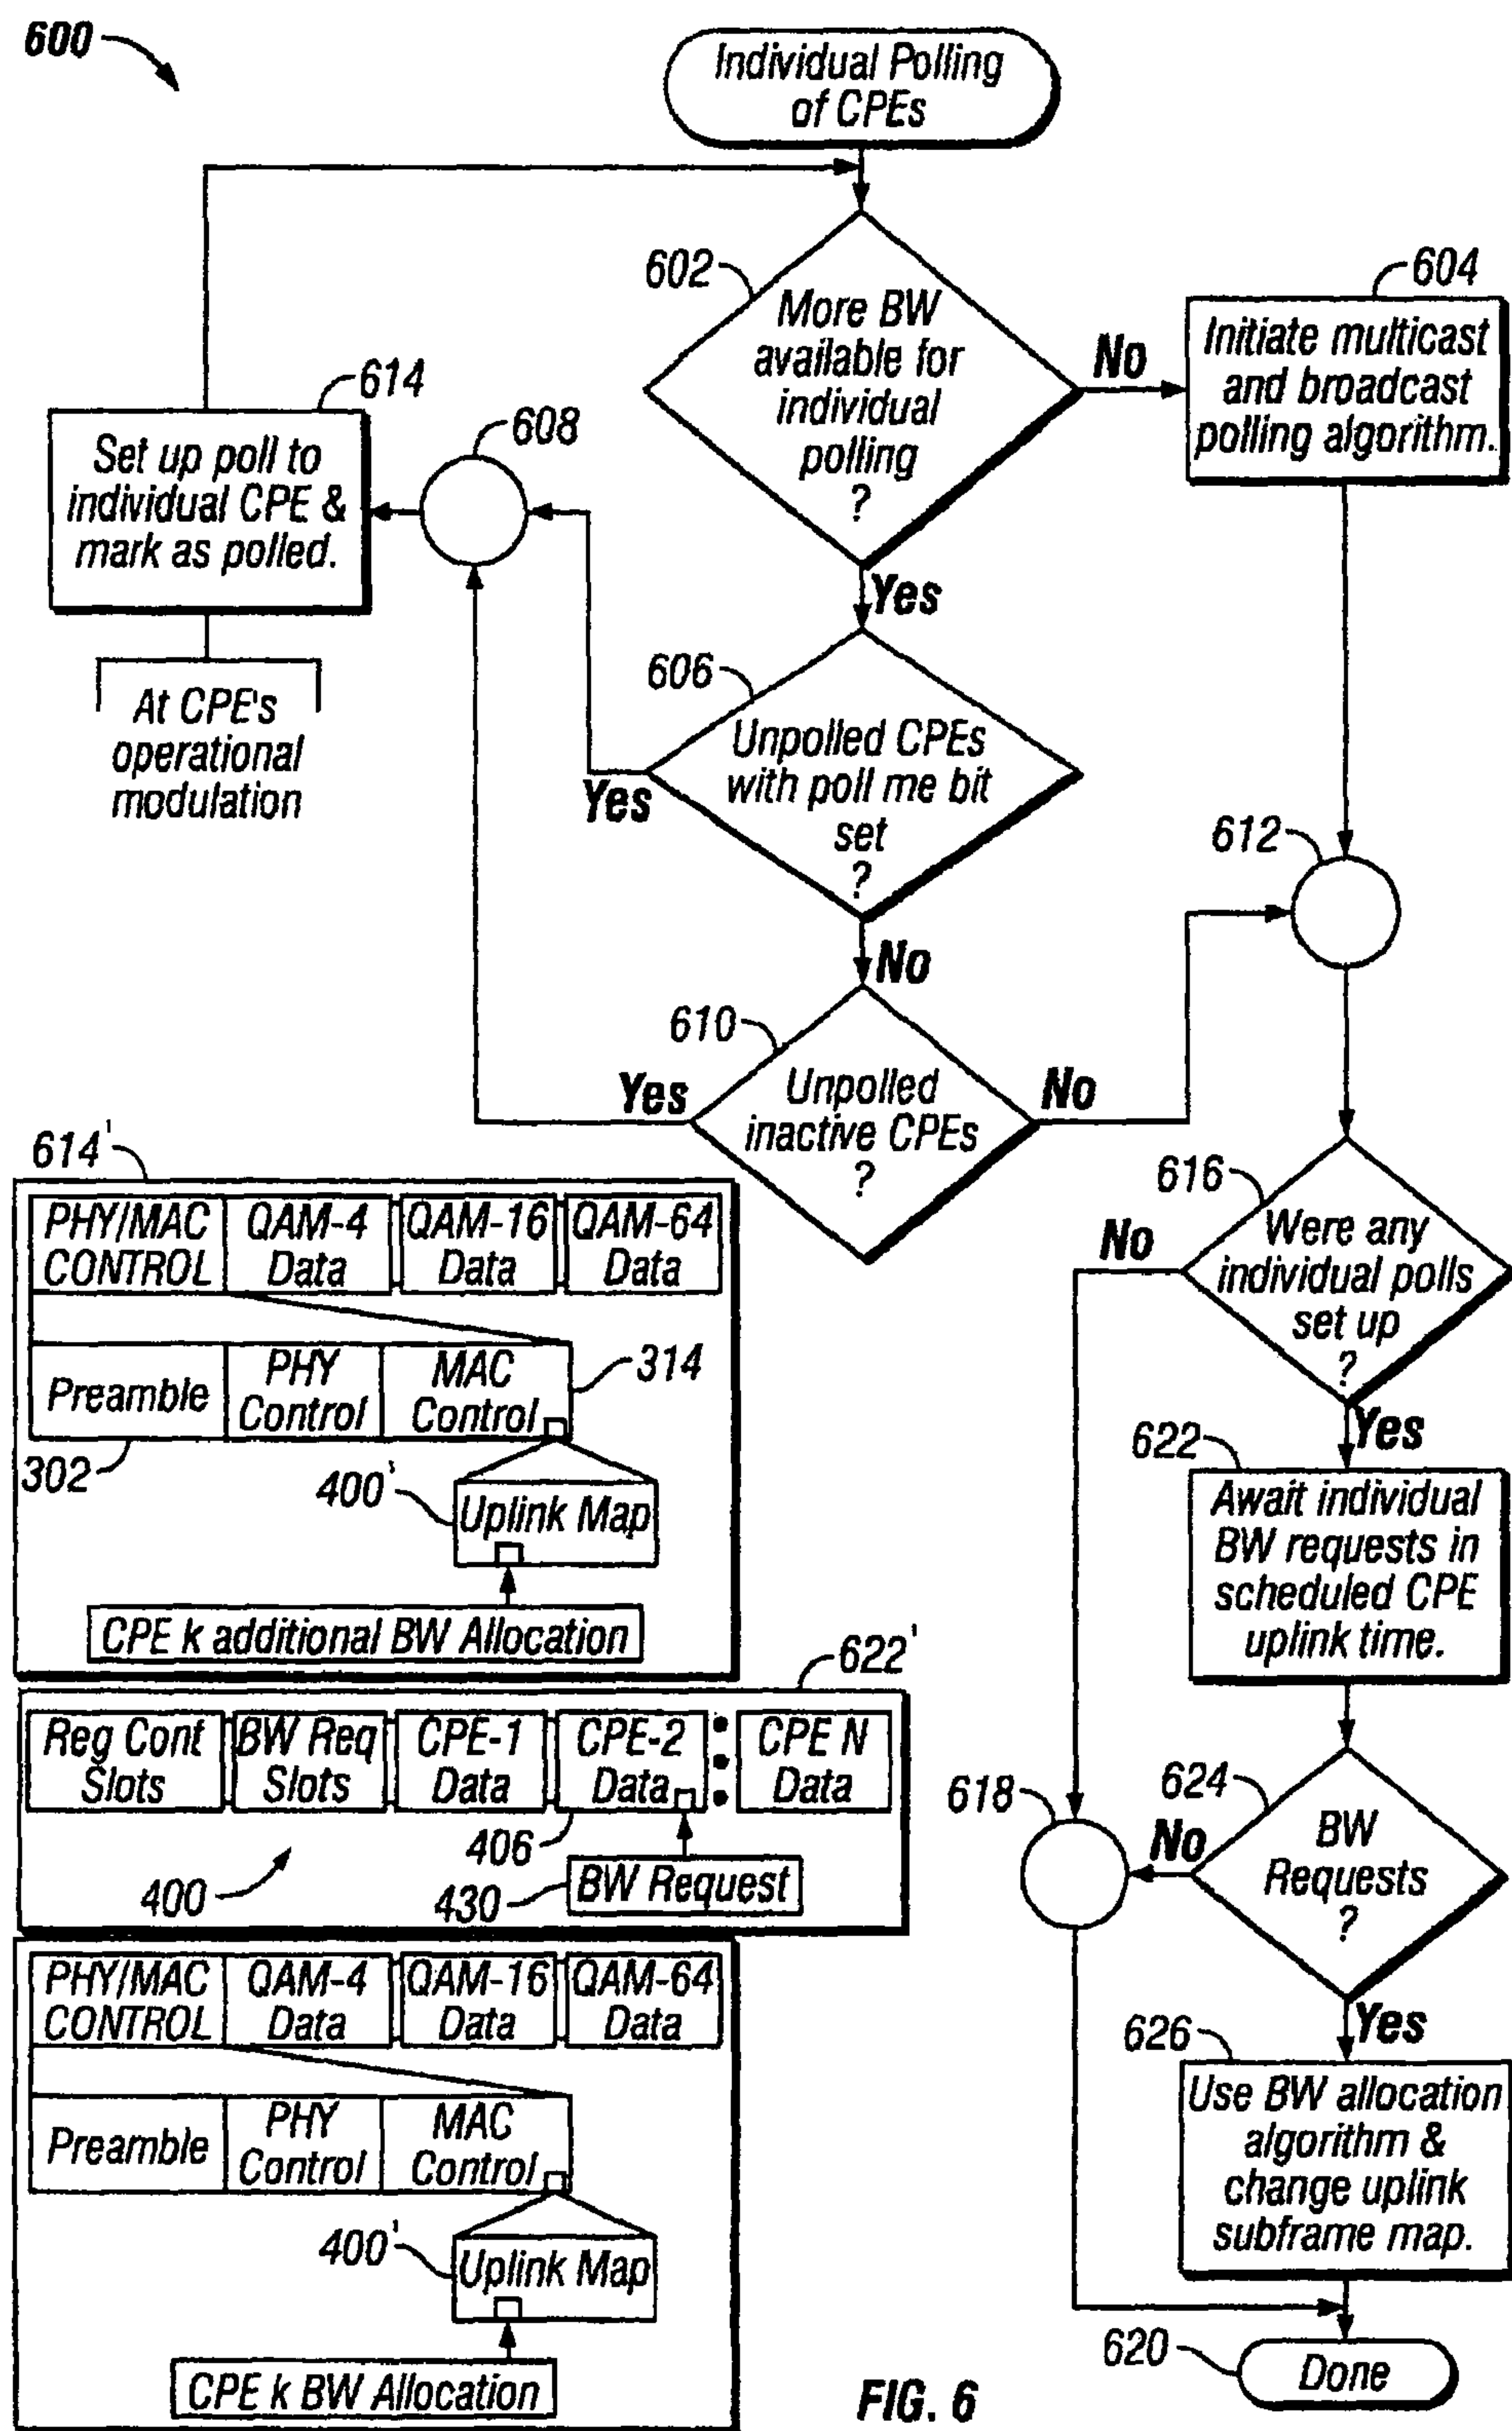 600
Individual Polling
of CPEs
602
More BW
available for
individual
polling
?
No
604
Initiate multicast
and broadcast
polling algorithm.
614
Set up poll to
individual CPE &
mark as polled.
608
Yes
At CPE's
operational
modulation
606
Unpolled CPEs
with poll me bit
set
?
Yes
No
612
610
Unpolled
inactive CPEs
?
Yes
No
616
Were any
individual polls
set up
?
No
Yes
622
Await individual
BW requests in
scheduled CPE
uplink time.
618
624
BW
Requests
?
No
Yes
626
Use BW allocation
algorithm &
change uplink
subframe map.
620
Done
614'
PHY/MAC
CONTROL
QAM-4
Data
QAM-16
Data
QAM-64
Data
Preamble
PHY
Control
MAC
Control
314
302
400'
Uplink Map
CPE k additional BW Allocation
622'
Reg Cont
Slots
BW Req
Slots
CPE-1
Data
CPE-2
Data
CPE N
Data
406
400
430
BW Request
PHY/MAC
CONTROL
QAM-4
Data
QAM-16
Data
QAM-64
Data
Preamble
PHY
Control
MAC
Control
400'
Uplink Map
CPE k BW Allocation
FIG. 6